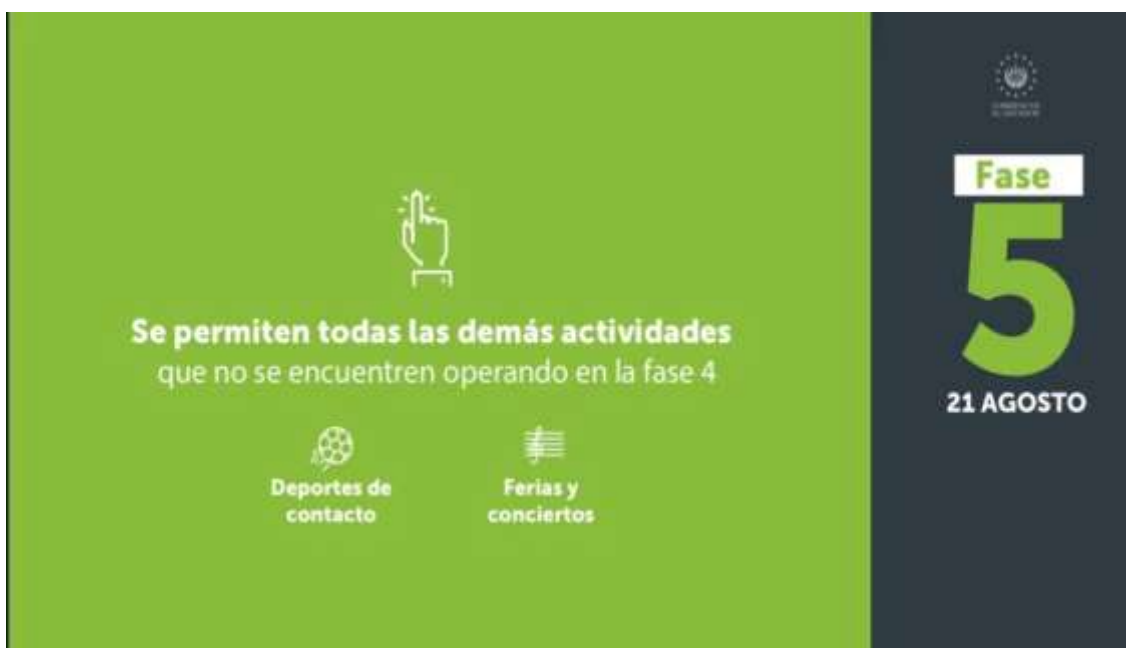 Se permiten todas las demás actividades
que no se encuentren operando en la fase 4
Deportes de
contacto
Ferias y
conciertos
Fase
5
21 AGOSTO